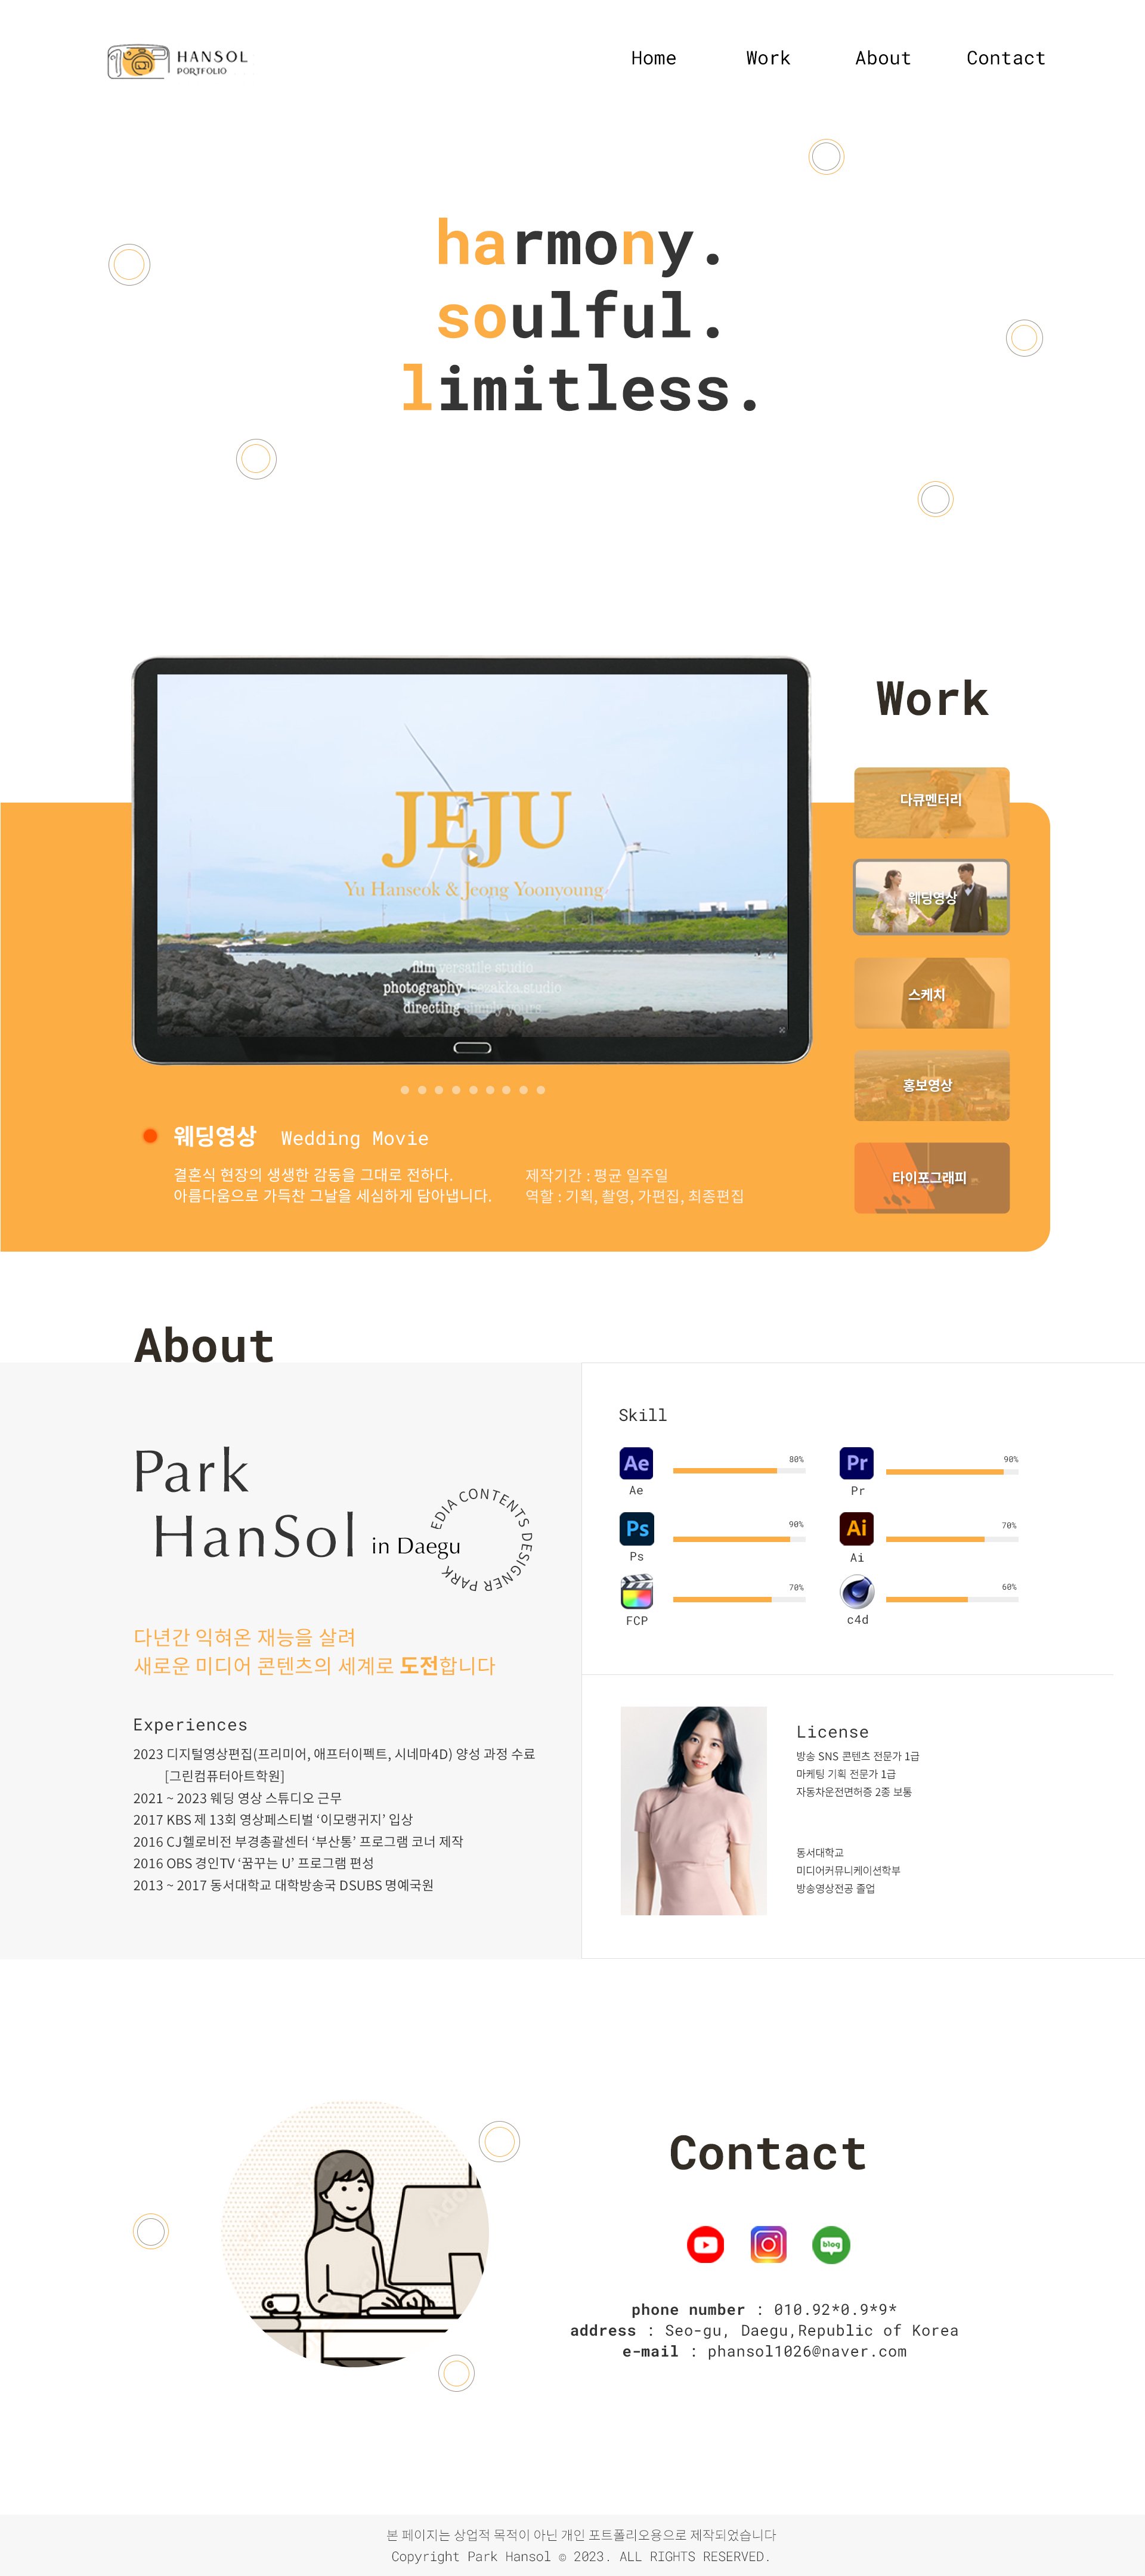 HANSOL
PORTFOLIO
Home
Work
About
Contact
harmony.
soulful.
limitless.
Work
JEJU
Yu Hanseok & Jeong Yoonyoung
film versatile studio
photography isazakka studio
directing simply yours
다큐멘터리
웨딩영상
스케치
홍보영상
타이포그래피
웨딩영상 Wedding Movie
결혼식 현장의 생생한 감동을 그대로 전하다.
아름다움으로 가득찬 그날을 세심하게 담아냅니다.
제작기간 : 평균 일주일
역할 : 기획, 촬영, 가편집, 최종편집
About
Park
HanSol in Daegu
EDIA CONTENTS DESIGNER PARK
다년간 익혀온 재능을 살려
새로운 미디어 콘텐츠의 세계로 도전합니다
Experiences
2023 디지털영상편집(프리미어, 애프터이펙트, 시네마4D) 양성 과정 수료
[그린컴퓨터아트학원]
2021 ~ 2023 웨딩 영상 스튜디오 근무
2017 KBS 제 13회 영상페스티벌 ‘이모랭귀지’ 입상
2016 CJ헬로비전 부경총괄센터 ‘부산통’ 프로그램 코너 제작
2016 OBS 경인TV ‘꿈꾸는 U’ 프로그램 편성
2013 ~ 2017 동서대학교 대학방송국 DSUBS 명예국원
Skill
Ae
80%
Ae
Pr
90%
Pr
Ps
90%
Ps
Ai
70%
Ai
70%
FCP
60%
c4d
License
방송 SNS 콘텐츠 전문가 1급
마케팅 기획 전문가 1급
자동차운전면허증 2종 보통
동서대학교
미디어커뮤니케이션학부
방송영상전공 졸업
Contact
blog
phone number : 010.92*0.9*9*
address : Seo-gu, Daegu,Republic of Korea
e-mail : phansol1026@naver.com
본 페이지는 상업적 목적이 아닌 개인 포트폴리오용으로 제작되었습니다
Copyright Park Hansol © 2023. ALL RIGHTS RESERVED.